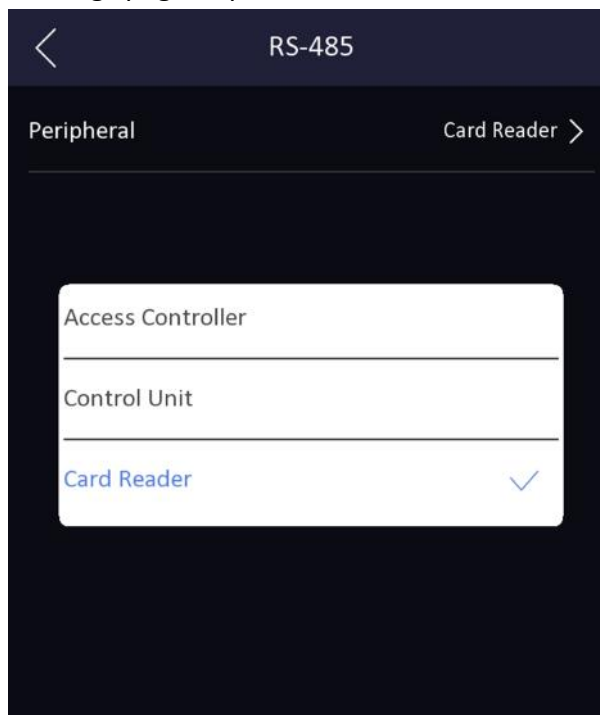 RS-485
Peripheral Card Reader
Access Controller
Control Unit
Card Reader